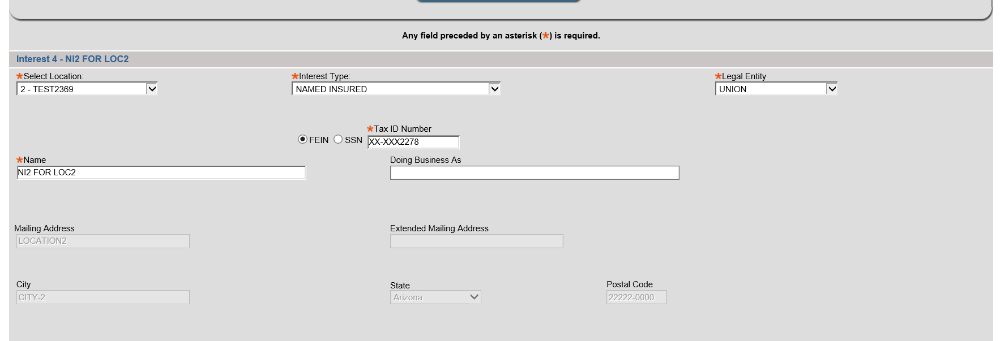 Any field preceded by an asterisk (*) is required.
Interest 4 - NI2 FOR LOC2
*Select Location: *Interest Type: *Legal Entity
2 - TEST2369 NAMED INSURED UNION
*Tax ID Number
FEIN SSN XX-XXX2278
*Name Doing Business As
NI2 FOR LOC2
Mailing Address Extended Mailing Address
LOCATION2
City State Postal Code
CITY-2 Arizona 22222-0000